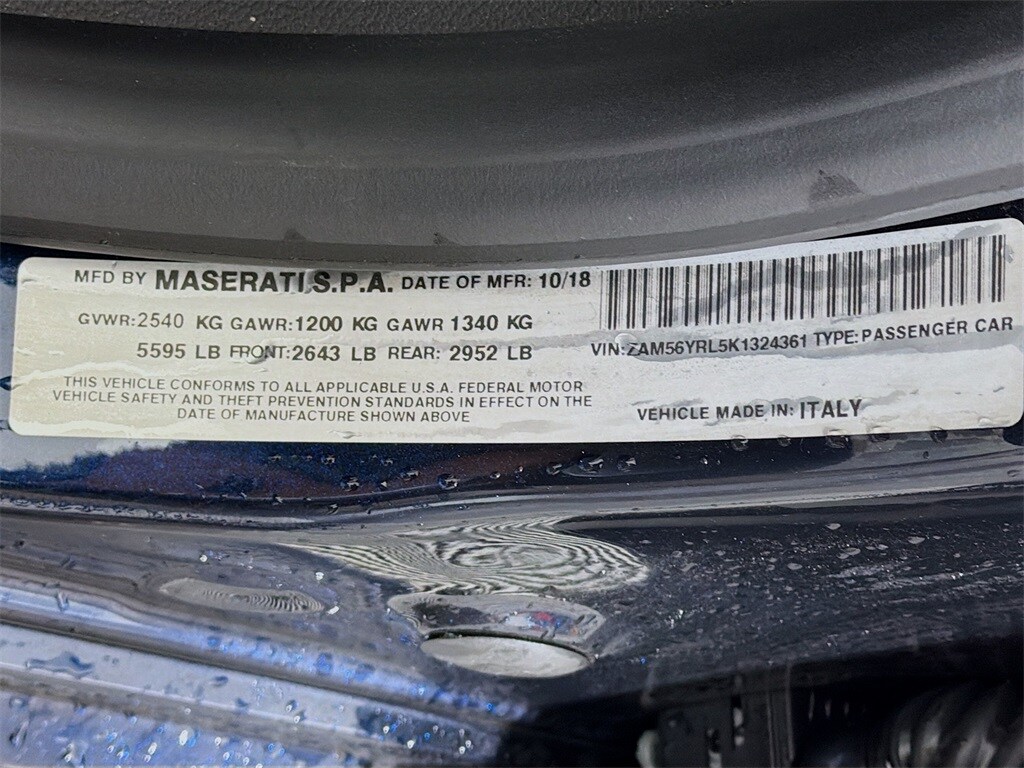 MFD BY MASERATI S.P.A. DATE OF MFR: 10/18
GVWR:2540 KG GAWR:1200 KG GAWR 1340 KG
5595 LB FRONT:2643 LB REAR: 2952 LB
VIN:ZAM56YRL5K1324361 TYPE:PASSENGER CAR
THIS VEHICLE CONFORMS TO ALL APPLICABLE U.S.A. FEDERAL MOTOR
VEHICLE SAFETY AND THEFT PREVENTION STANDARDS IN EFFECT ON THE
DATE OF MANUFACTURE SHOWN ABOVE
VEHICLE MADE IN: ITALY